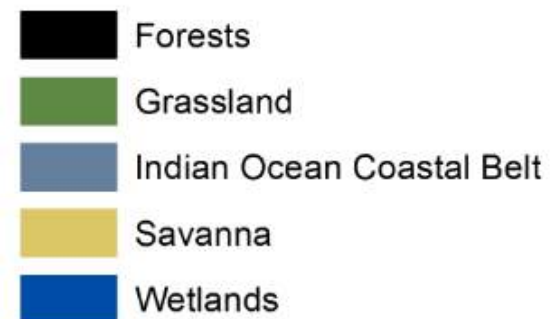 Forests
Grassland
Indian Ocean Coastal Belt
Savanna
Wetlands